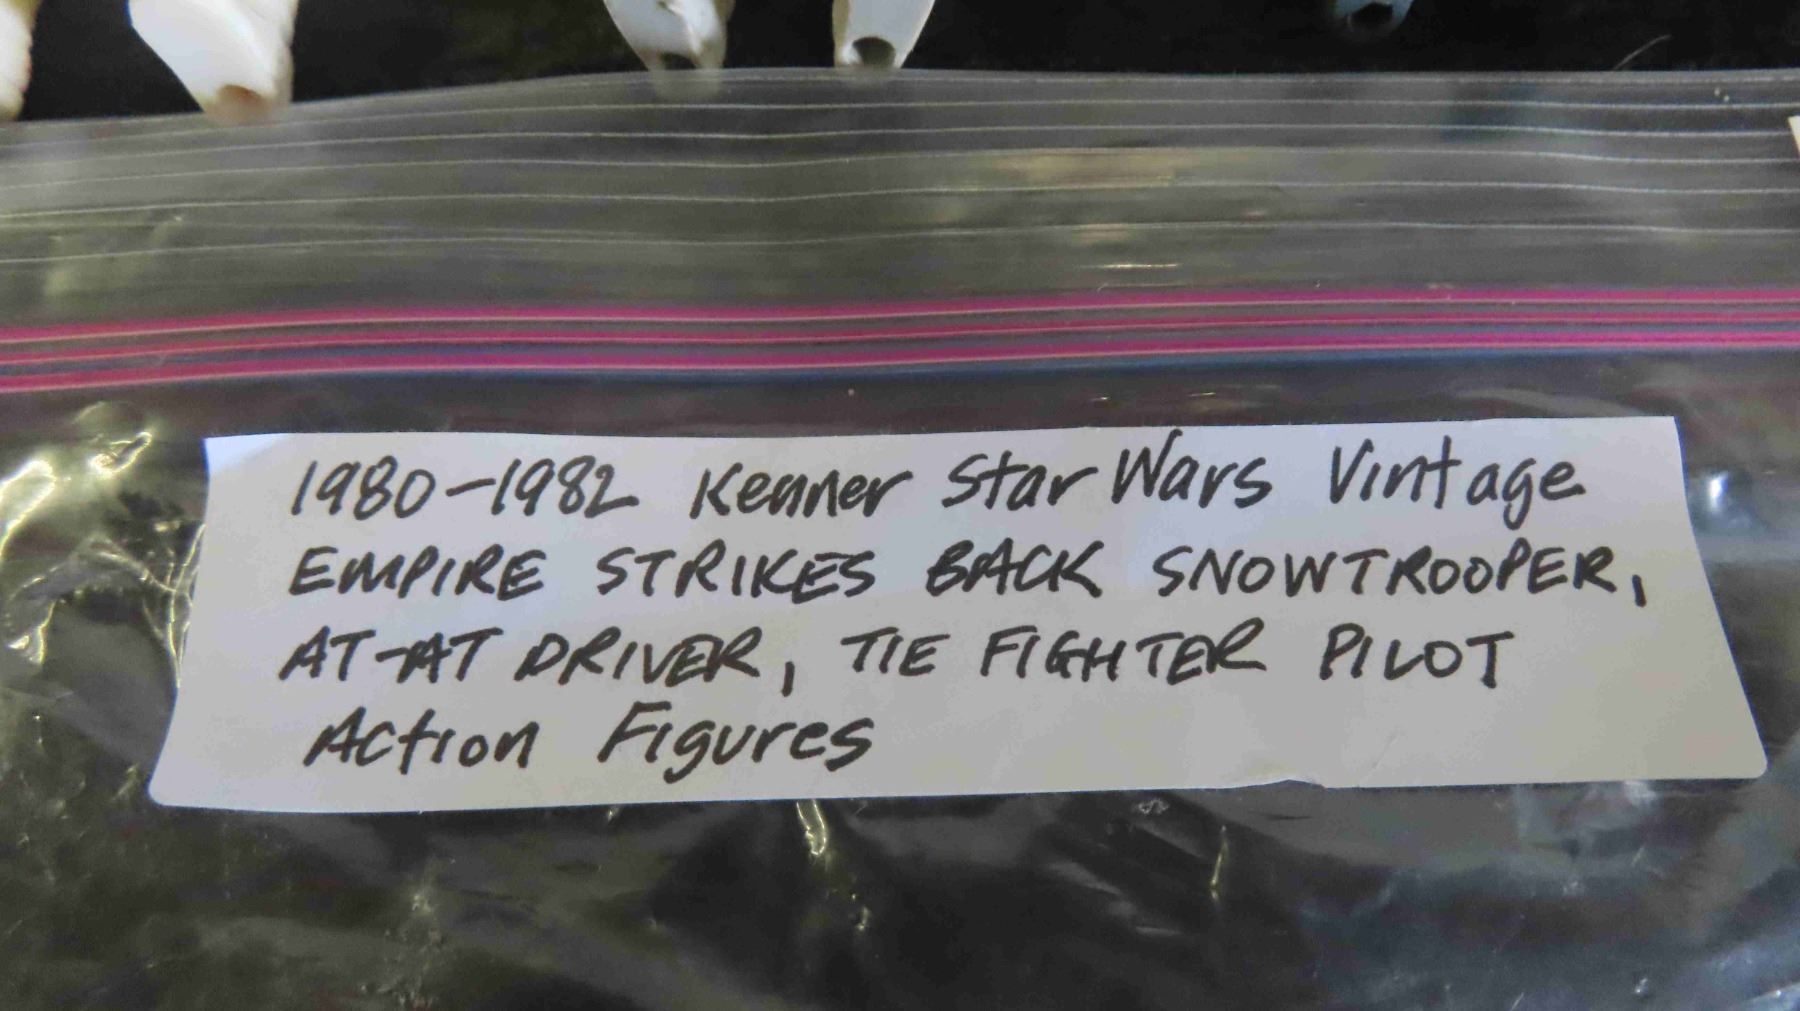 1980-1982 Kenner Star Wars Vintage
EMPIRE STRIKES BACK SNOWTROOPER,
AT-AT DRIVER, TIE FIGHTER PILOT
Action Figures